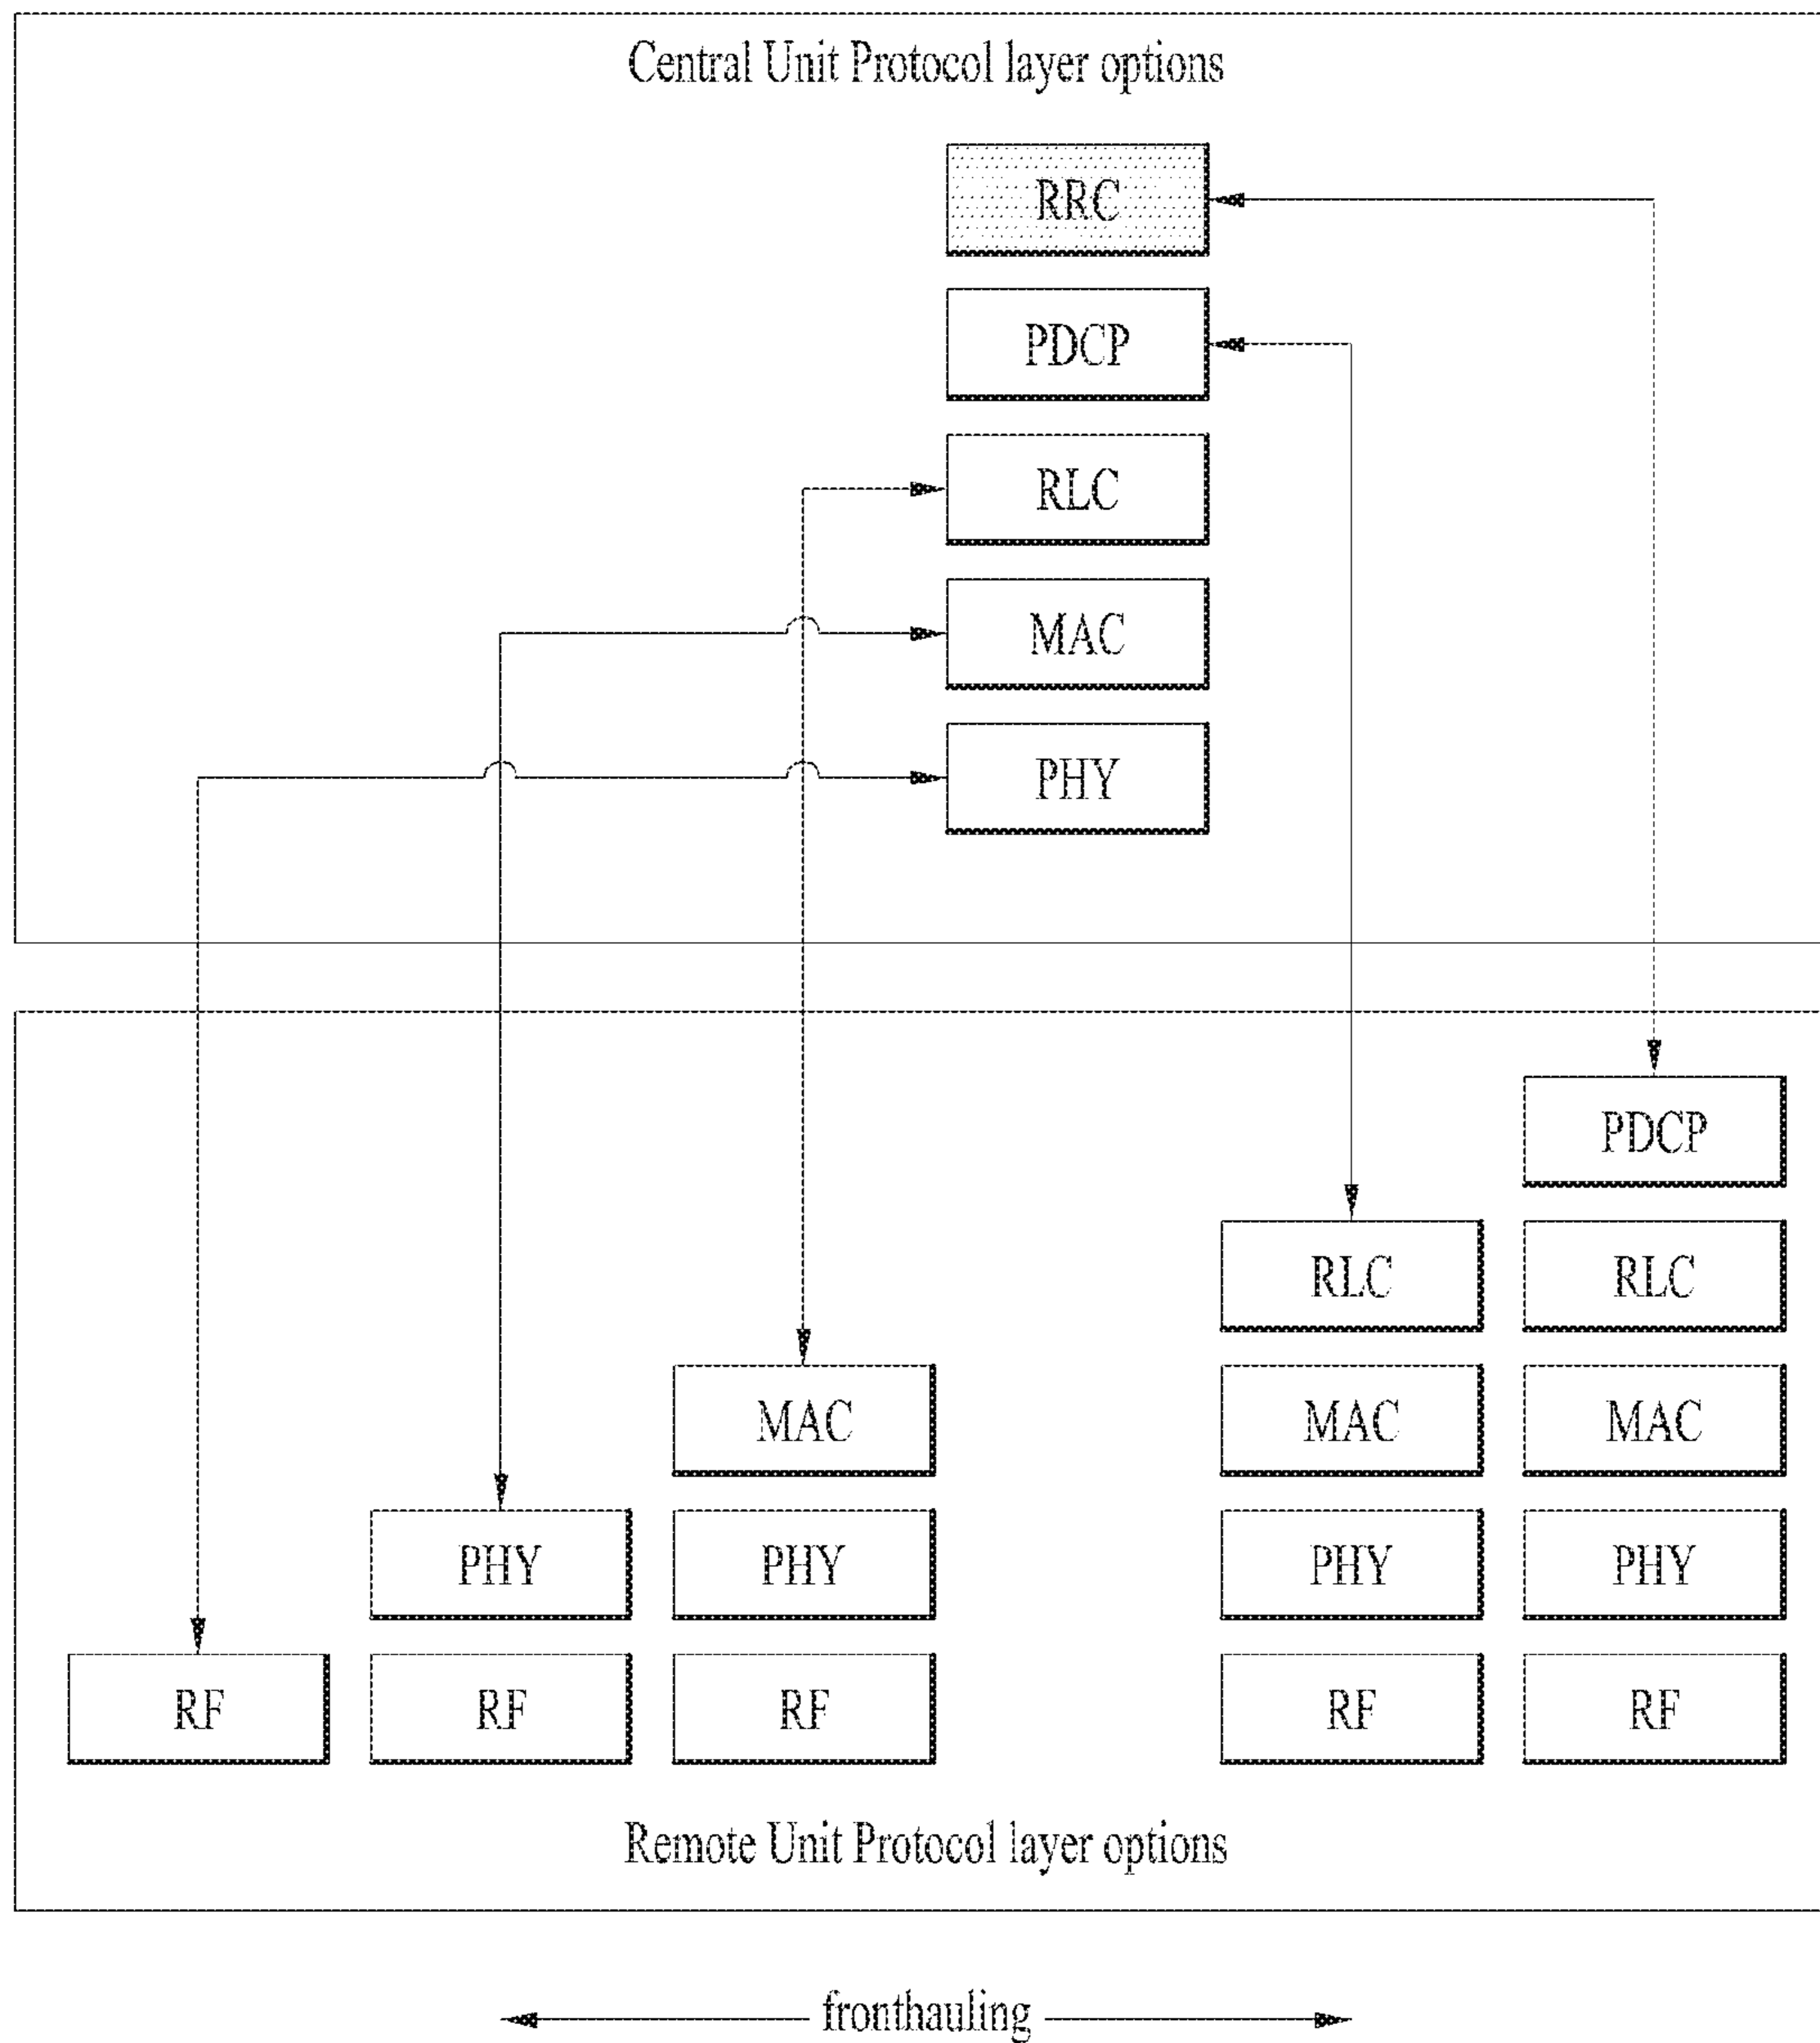 Central Unit Protocol layer options
RRC
PDCP
RLC
MAC
PHY
PDCP
RLC RLC
MAC MAC MAC
PHY PHY PHY PHY
RF RF RF RF RF
Remote Unit Protocol layer options
fronthauling